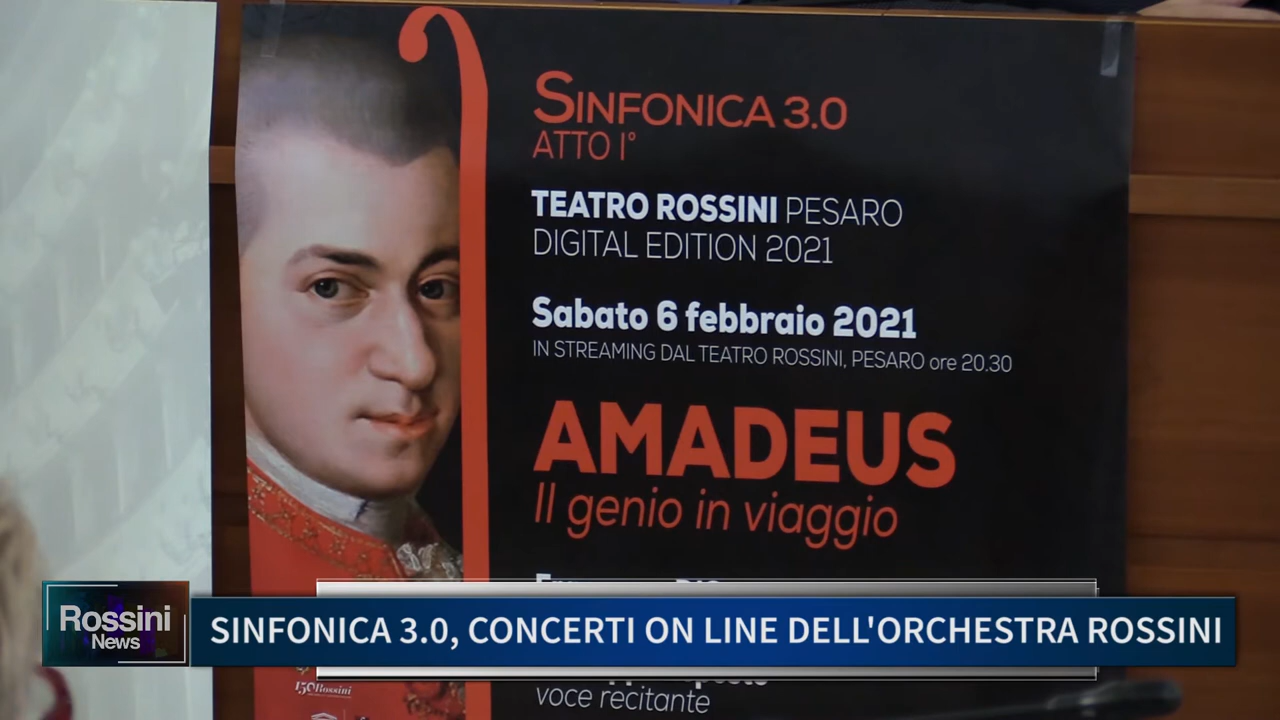 SINFONICA 3.0
ATTO I°
TEATRO ROSSINI PESARO
DIGITAL EDITION 2021
Sabato 6 febbraio 2021
IN STREAMING DAL TEATRO ROSSINI, PESARO ore 20.30
AMADEUS
Il genio in viaggio
Rossini
News
SINFONICA 3.0, CONCERTI ON LINE DELL'ORCHESTRA ROSSINI
150Rossini
voce recitante